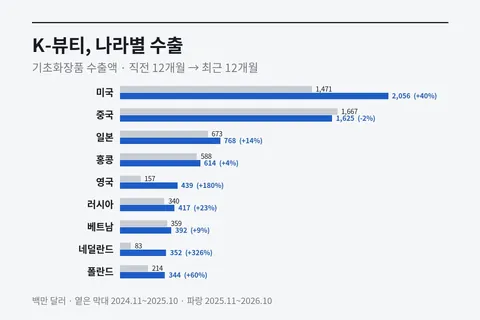 K-뷰티, 나라별 수출
기초화장품 수출액 · 직전 12개월 → 최근 12개월
미국 1,471
2,056 (+40%)
중국 1,667
1,625 (-2%)
일본 673
768 (+14%)
홍콩 588
614 (+4%)
영국 157
439 (+180%)
러시아 340
417 (+23%)
베트남 359
392 (+9%)
네덜란드 83
352 (+326%)
폴란드 214
344 (+60%)
백만 달러 · 옅은 막대 2024.11~2025.10 · 파랑 2025.11~2026.10